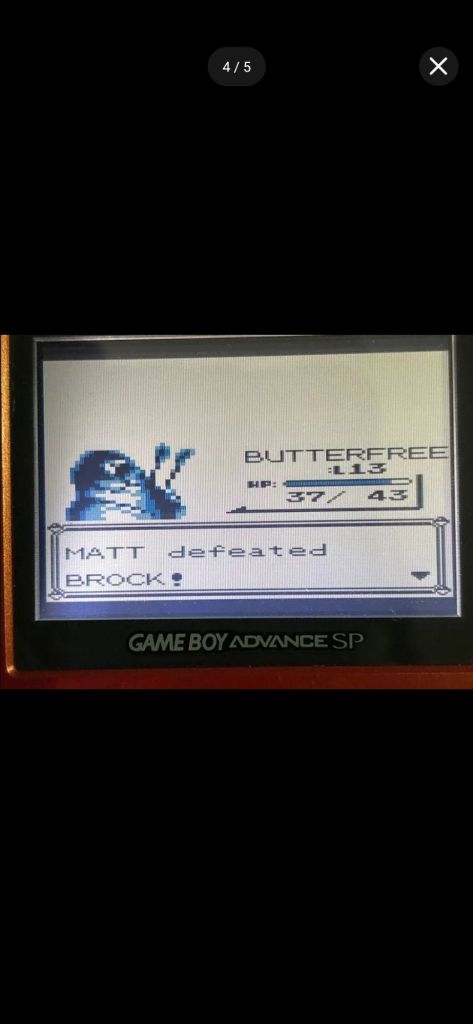 4 / 5
BUTTERFREE
:L13
HP:
37/ 43
MATT defeated
BROCK!
GAME BOY ADVANCE SP